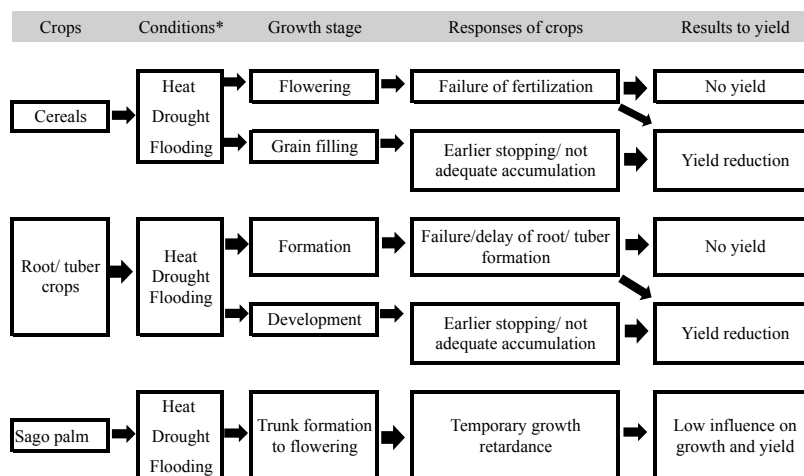 Crops Conditions* Growth stage Responses of crops Results to yield
Cereals
Heat
Drought
Flooding
Flowering
Failure of fertilization
No yield
Grain filling
Earlier stopping/ not
adequate accumulation
Yield reduction
Root/ tuber
crops
Heat
Drought
Flooding
Formation
Failure/delay of root/ tuber
formation
No yield
Development
Earlier stopping/ not
adequate accumulation
Yield reduction
Sago palm
Heat
Drought
Flooding
Trunk formation
to flowering
Temporary growth
retardance
Low influence on
growth and yield